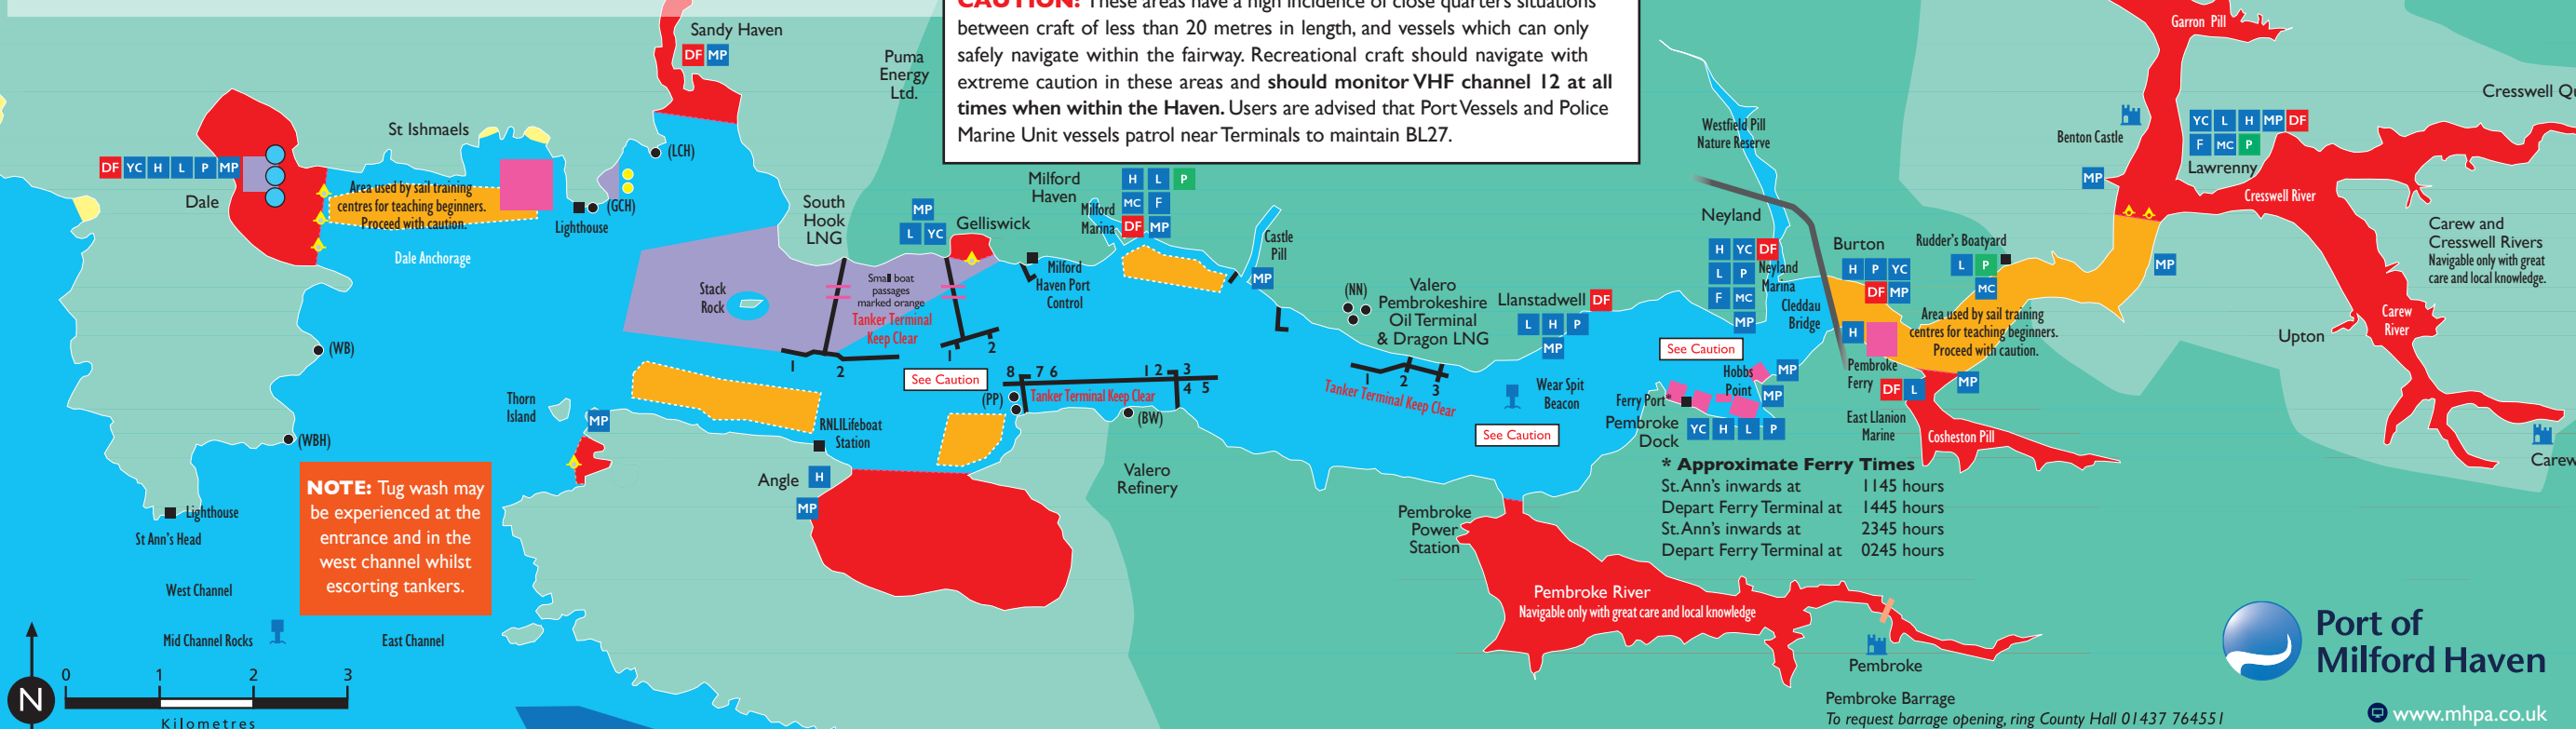 CAUTION: These areas have a high incidence of close quarters situations
between craft of less than 20 metres in length, and vessels which can only
safely navigate within the fairway. Recreational craft should navigate with
extreme caution in these areas and should monitor VHF channel 12 at all
times when within the Haven. Users are advised that Port Vessels and Police
Marine Unit vessels patrol near Terminals to maintain BL27.
Sandy Haven
DF MP
Puma
Energy
Ltd.
St Ishmaels
(LCH)
DF YC H L P MP
Dale
Area used by sail training
centres for teaching beginners.
Proceed with caution.
Dale Anchorage
Lighthouse
(GCH)
South
Hook
LNG
MP
L YC
Gelliswick
Milford
Haven
H L P
MC F
DF MP
Milford
Marina
Castle
Pill
MP
Milford
Haven Port
Control
Stack
Rock
Small boat
passages
marked orange
Tanker Terminal
Keep Clear
1
2
1
2
See Caution
(WB)
(WBH)
Thorn
Island
MP
RNLI Lifeboat
Station
Angle
H
MP
8 7 6
1 2 3
4 5
Tanker Terminal Keep Clear
(PP)
(BW)
Valero
Refinery
(NN)
Valero
Pembrokeshire
Oil Terminal
& Dragon LNG
1
2
3
Tanker Terminal Keep Clear
Llanstadwell DF
L H P
MP
Wear Spit
Beacon
See Caution
See Caution
Westfield Pill
Nature Reserve
Neyland
H YC DF
L P
F MC
MP
Neyland
Marina
Cleddau
Bridge
Hobbs
Point
MP
MP
Ferry Port*
Pembroke
Dock
YC H L P
Burton
H P YC
DF MP
H
Rudder's Boatyard
L P
MC
Area used by sail training
centres for teaching beginners.
Proceed with caution.
Pembroke
Ferry
DF L
MP
East Llanion
Marine
Cosheston Pill
* Approximate Ferry Times
St. Ann's inwards at 1145 hours
Depart Ferry Terminal at 1445 hours
St. Ann's inwards at 2345 hours
Depart Ferry Terminal at 0245 hours
Garron Pill
Benton Castle
MP
YC L H MP DF
F MC P
Lawrenny
Cresswell River
MP
Cresswell Qu
Carew and
Cresswell Rivers
Navigable only with great
care and local knowledge.
Upton
Carew
River
Carew
Pembroke
Power
Station
Pembroke River
Navigable only with great care and local knowledge
Pembroke
Pembroke Barrage
To request barrage opening, ring County Hall 01437 764551
NOTE: Tug wash may
be experienced at the
entrance and in the
west channel whilst
escorting tankers.
Lighthouse
St Ann's Head
West Channel
Mid Channel Rocks
East Channel
N
0 1 2 3
Kilometres
Port of
Milford Haven
www.mhpa.co.uk